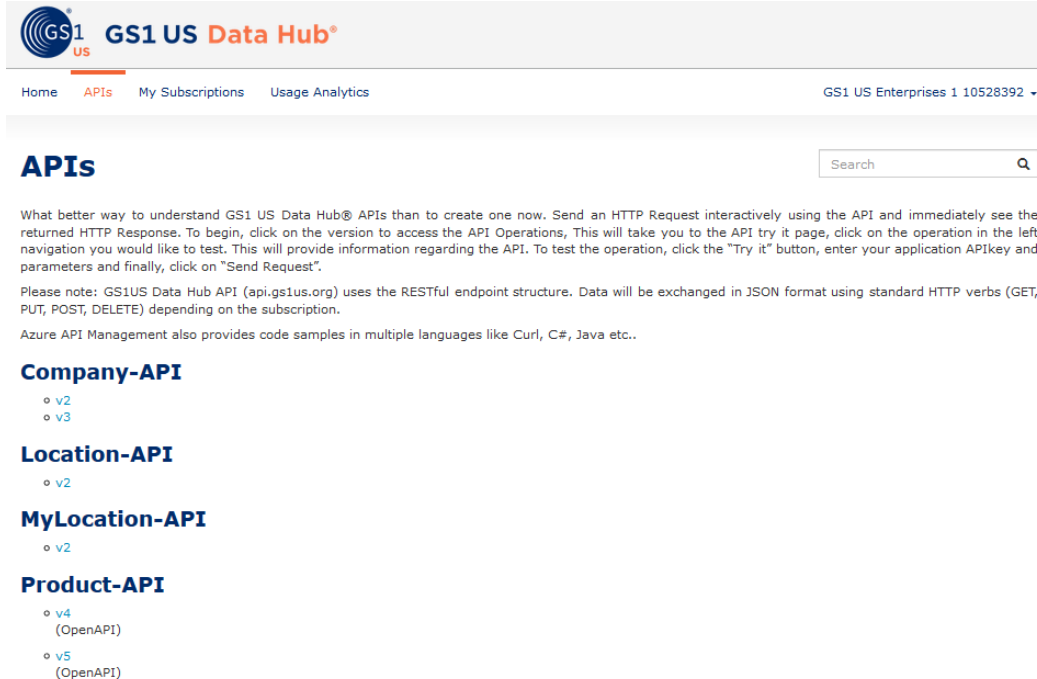 GS1 US
GS1 US Data Hub®
Home APIs My Subscriptions Usage Analytics GS1 US Enterprises 1 10528392
APIs
Search
What better way to understand GS1 US Data Hub® APIs than to create one now. Send an HTTP Request interactively using the API and immediately see the
returned HTTP Response. To begin, click on the version to access the API Operations, This will take you to the API try it page, click on the operation in the left
navigation you would like to test. This will provide information regarding the API. To test the operation, click the “Try it” button, enter your application APIkey and
parameters and finally, click on “Send Request”.
Please note: GS1US Data Hub API (api.gs1us.org) uses the RESTful endpoint structure. Data will be exchanged in JSON format using standard HTTP verbs (GET,
PUT, POST, DELETE) depending on the subscription.
Azure API Management also provides code samples in multiple languages like Curl, C#, Java etc..
Company-API
v2
v3
Location-API
v2
MyLocation-API
v2
Product-API
v4
(OpenAPI)
v5
(OpenAPI)